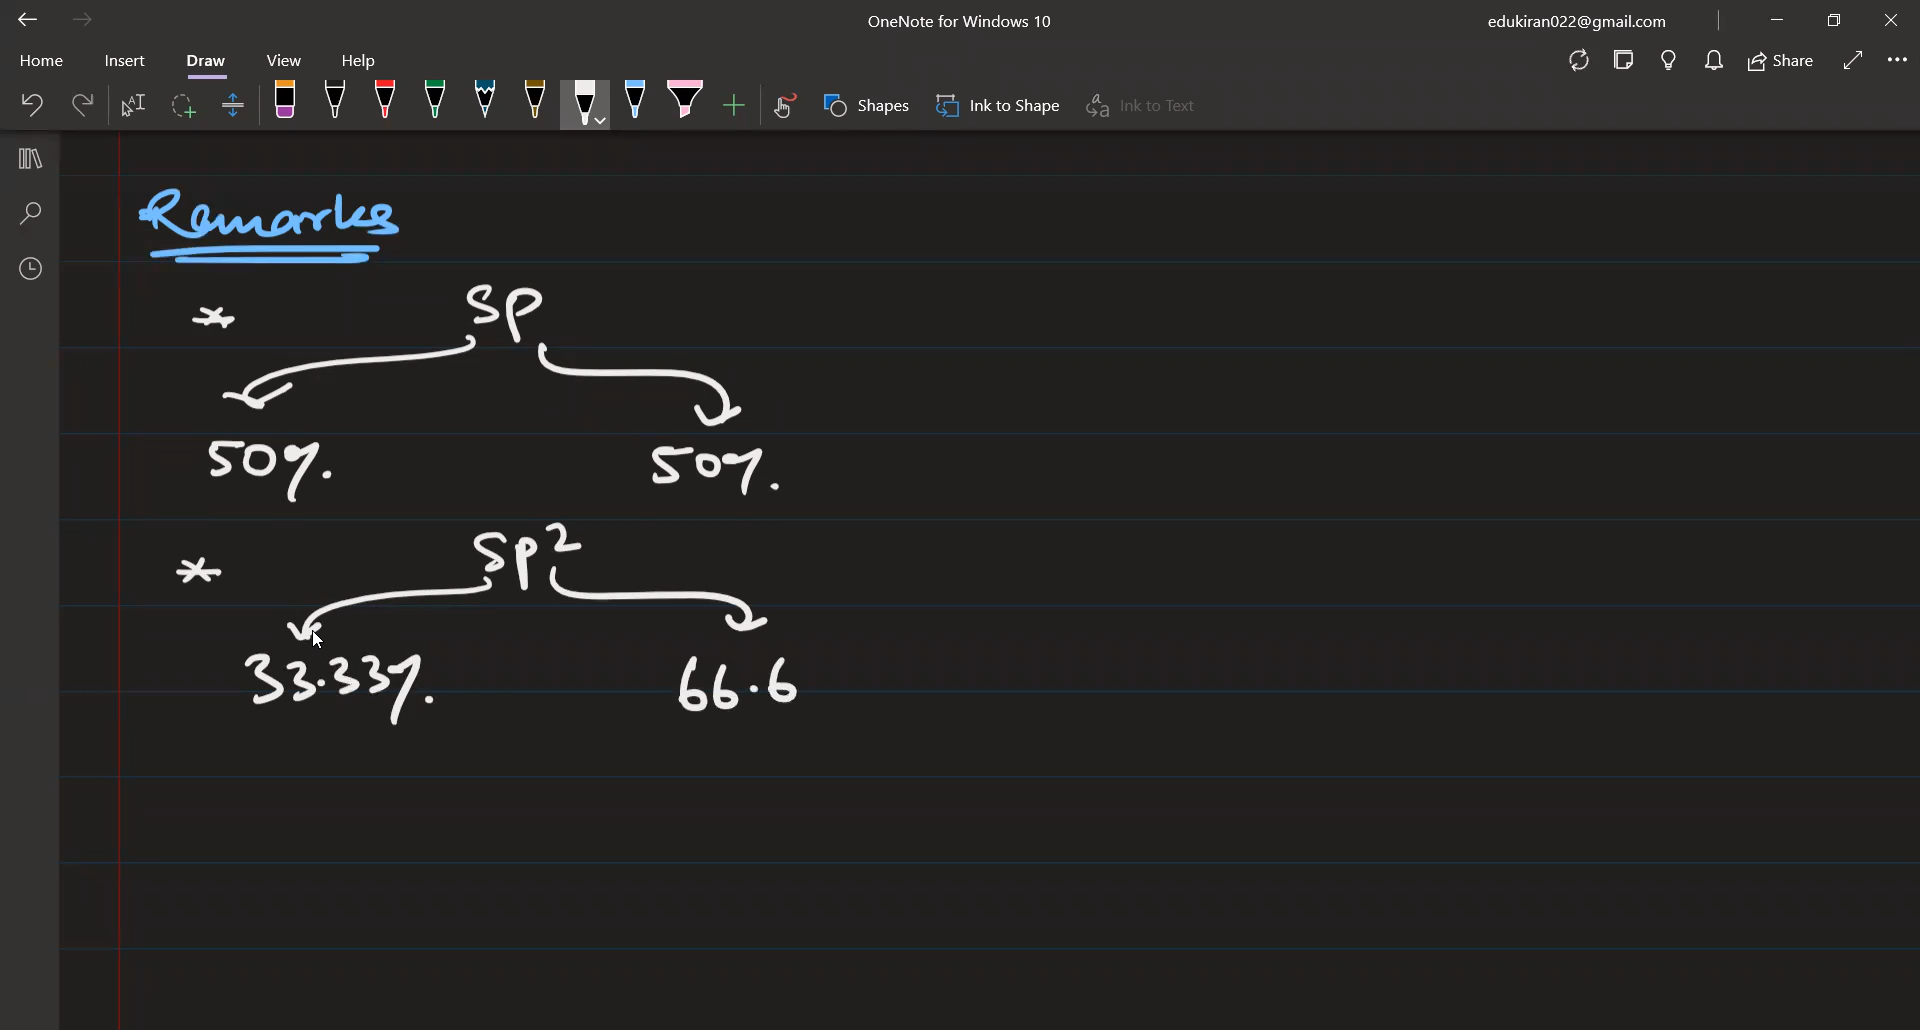 OneNote for Windows 10
edukiran022@gmail.com
Home Insert Draw View Help
Share
Shapes Ink to Shape Ink to Text
Remarks
* sp
50% 50%
* sp²
33.33% 66.6